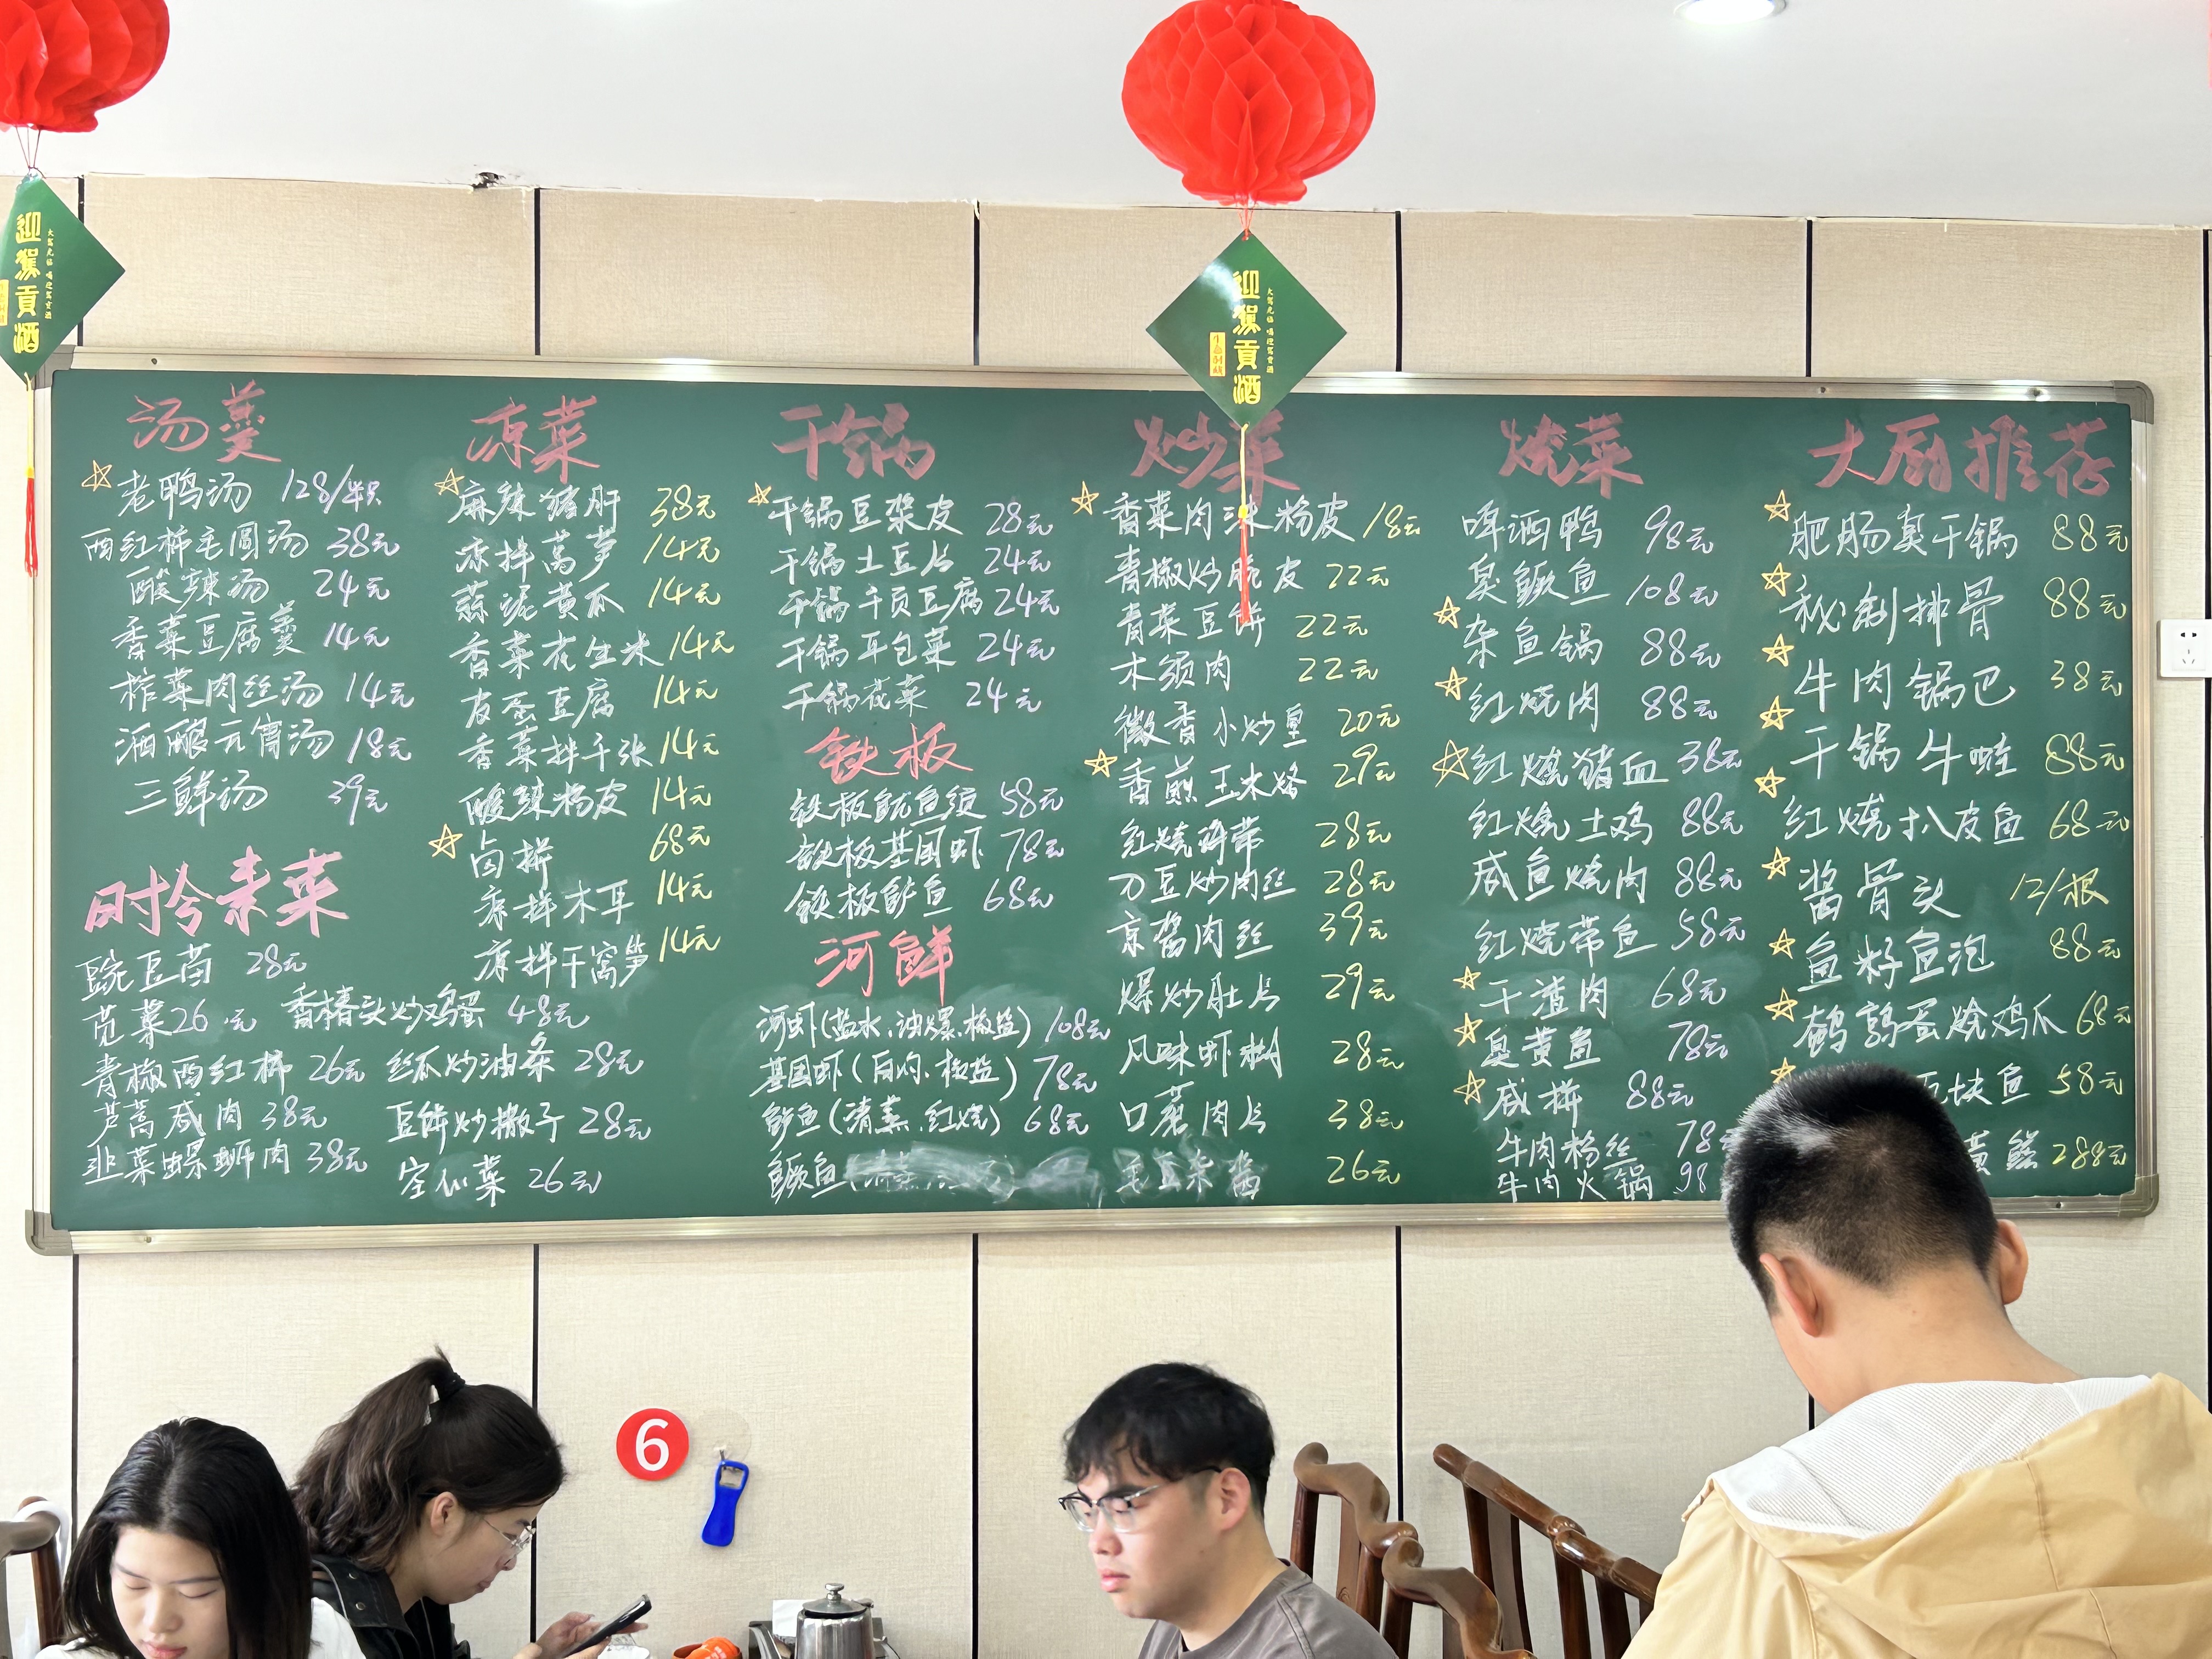 迎駕貢酒
迎駕貢酒
汤羹
☆老鸭汤 128/半只
西红柿毛圆汤 38元
酸辣汤 24元
香菜豆腐羹 14元
榨菜肉丝汤 14元
酒酿元宵汤 18元
三鲜汤 39元
时令素菜
豌豆苗 28元
苋菜26元 香椿头炒鸡蛋 48元
青椒西红柿 26元 丝瓜炒油条 28元
芦蒿咸肉 38元 豆饼炒撒子 28元
韭菜螺蛳肉 38元 空心菜 26元
凉菜
☆麻辣猪肝 38元
凉拌莴笋 14元
蒜泥黄瓜 14元
香菜花生米 14元
皮蛋豆腐 14元
香菜拌千张 14元
酸辣粉皮 14元
☆卤拼 68元
凉拌木耳 14元
凉拌干窝笋 14元
干锅
☆干锅豆浆皮 28元
干锅土豆片 24元
干锅千页豆腐 24元
干锅耳包菜 24元
干锅花菜 24元
铁板
铁板鱿鱼须 58元
铁板基围虾 78元
铁板鲈鱼 68元
河鲜
河虾(盐水.油爆.椒盐) 108元
基围虾(白灼.椒盐) 78元
鲈鱼(清蒸.红烧) 68元
鳜鱼
炒菜
☆香菜肉沫粉皮 18元
青椒炒脆皮 22元
青菜豆饼 22元
木须肉 22元
微香小炒皇 20元
☆香煎玉米烙 29元
红烧海带 28元
刀豆炒肉丝 28元
京酱肉丝 39元
爆炒肚片 29元
风味虾球 28元
口蘑肉片 38元
毛豆米酱 26元
烧菜
啤酒鸭 98元
臭鳜鱼 108元
☆杂鱼锅 88元
☆红烧肉 88元
☆红烧猪血 38元
红烧土鸡 88元
咸鱼烧肉 88元
红烧带鱼 58元
☆干渣肉 68元
☆臭黄鱼 78元
☆咸拼 88元
牛肉粉丝 78
牛肉火锅 98
大厨推荐
☆肥肠臭干锅 88元
☆秘制排骨 88元
☆牛肉锅巴 38元
☆干锅牛蛙 88元
☆红烧扒皮鱼 68元
☆酱骨头 12/根
☆鱼籽鱼泡 88元
☆鹌鹑蛋烧鸡爪 68元
块鱼 58元
黄鳝 288元
6